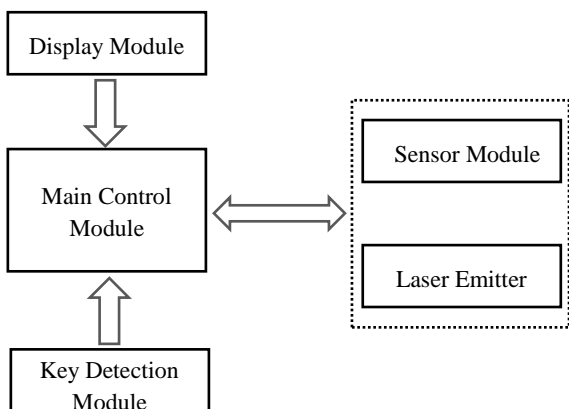 Display Module
Main Control
Module
Sensor Module
Laser Emitter
Key Detection
Module